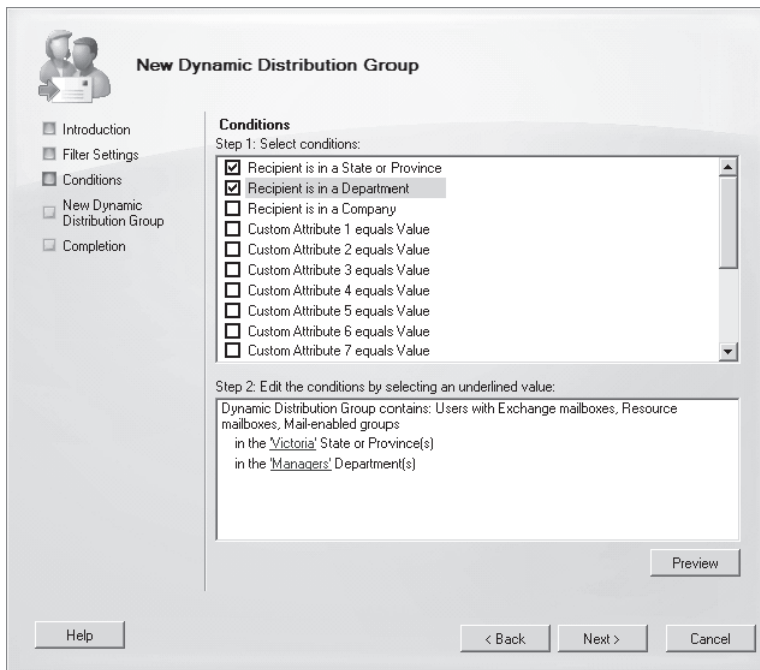 New Dynamic Distribution Group
Introduction
Filter Settings
Conditions
New Dynamic
Distribution Group
Completion
Conditions
Step 1: Select conditions:
Recipient is in a State or Province
Recipient is in a Department
Recipient is in a Company
Custom Attribute 1 equals Value
Custom Attribute 2 equals Value
Custom Attribute 3 equals Value
Custom Attribute 4 equals Value
Custom Attribute 5 equals Value
Custom Attribute 6 equals Value
Custom Attribute 7 equals Value
Step 2: Edit the conditions by selecting an underlined value:
Dynamic Distribution Group contains: Users with Exchange mailboxes, Resource
mailboxes, Mail-enabled groups
in the 'Victoria' State or Province(s)
in the 'Managers' Department(s)
Preview
Help
< Back
Next >
Cancel